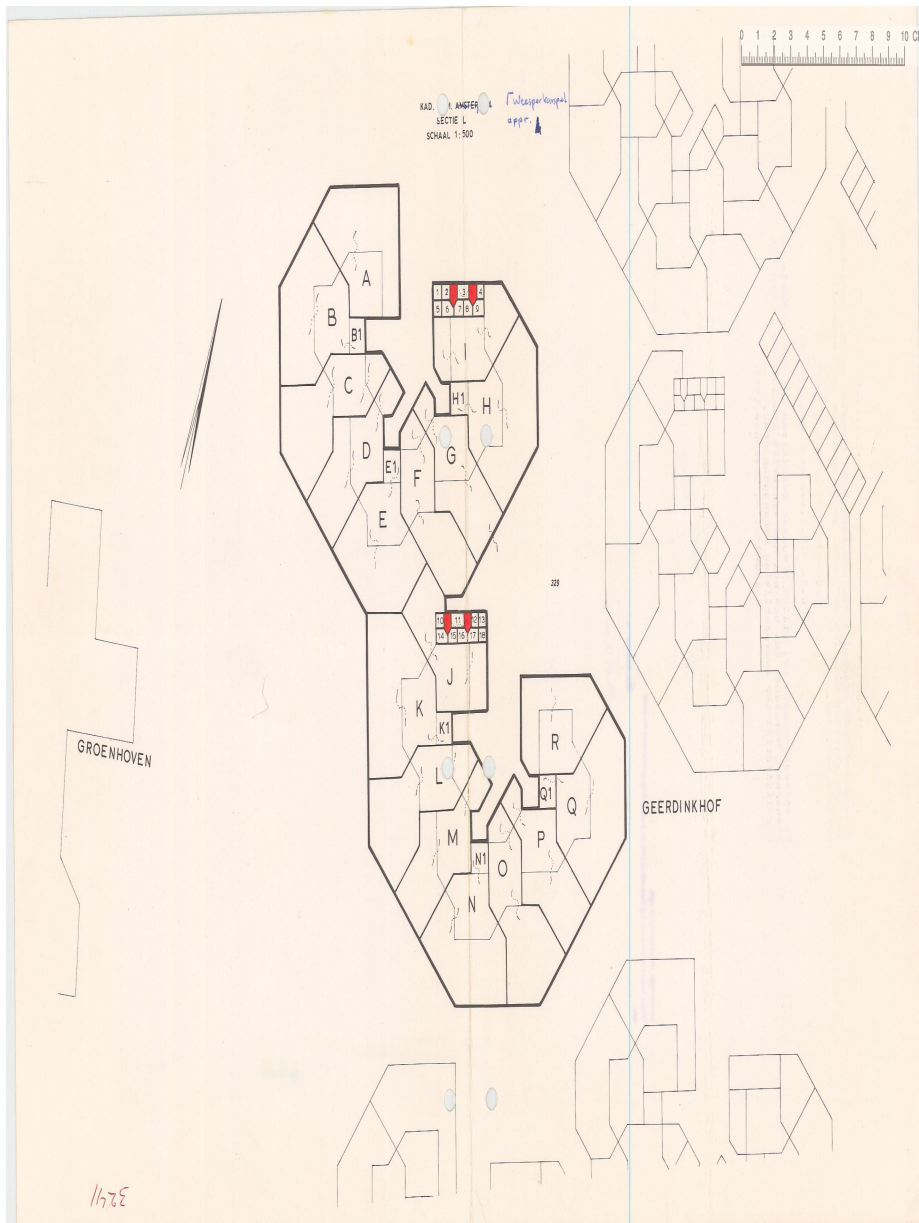 0 1 2 3 4 5 6 7 8 9 10 C
KAD. AMSTER
SECTIE L
SCHAAL 1:500
Weesperkarspel
appr. A
A
B
B1
C
D
E1
E
F
G
H1
H
I
1 2 3 4
5 6 7 8 9
329
10 11 12 13
14 15 16 17 18
J
K
K1
L
M
N1
N
O
P
Q1
Q
R
GROENHOVEN
GEERDINKHOF
3241